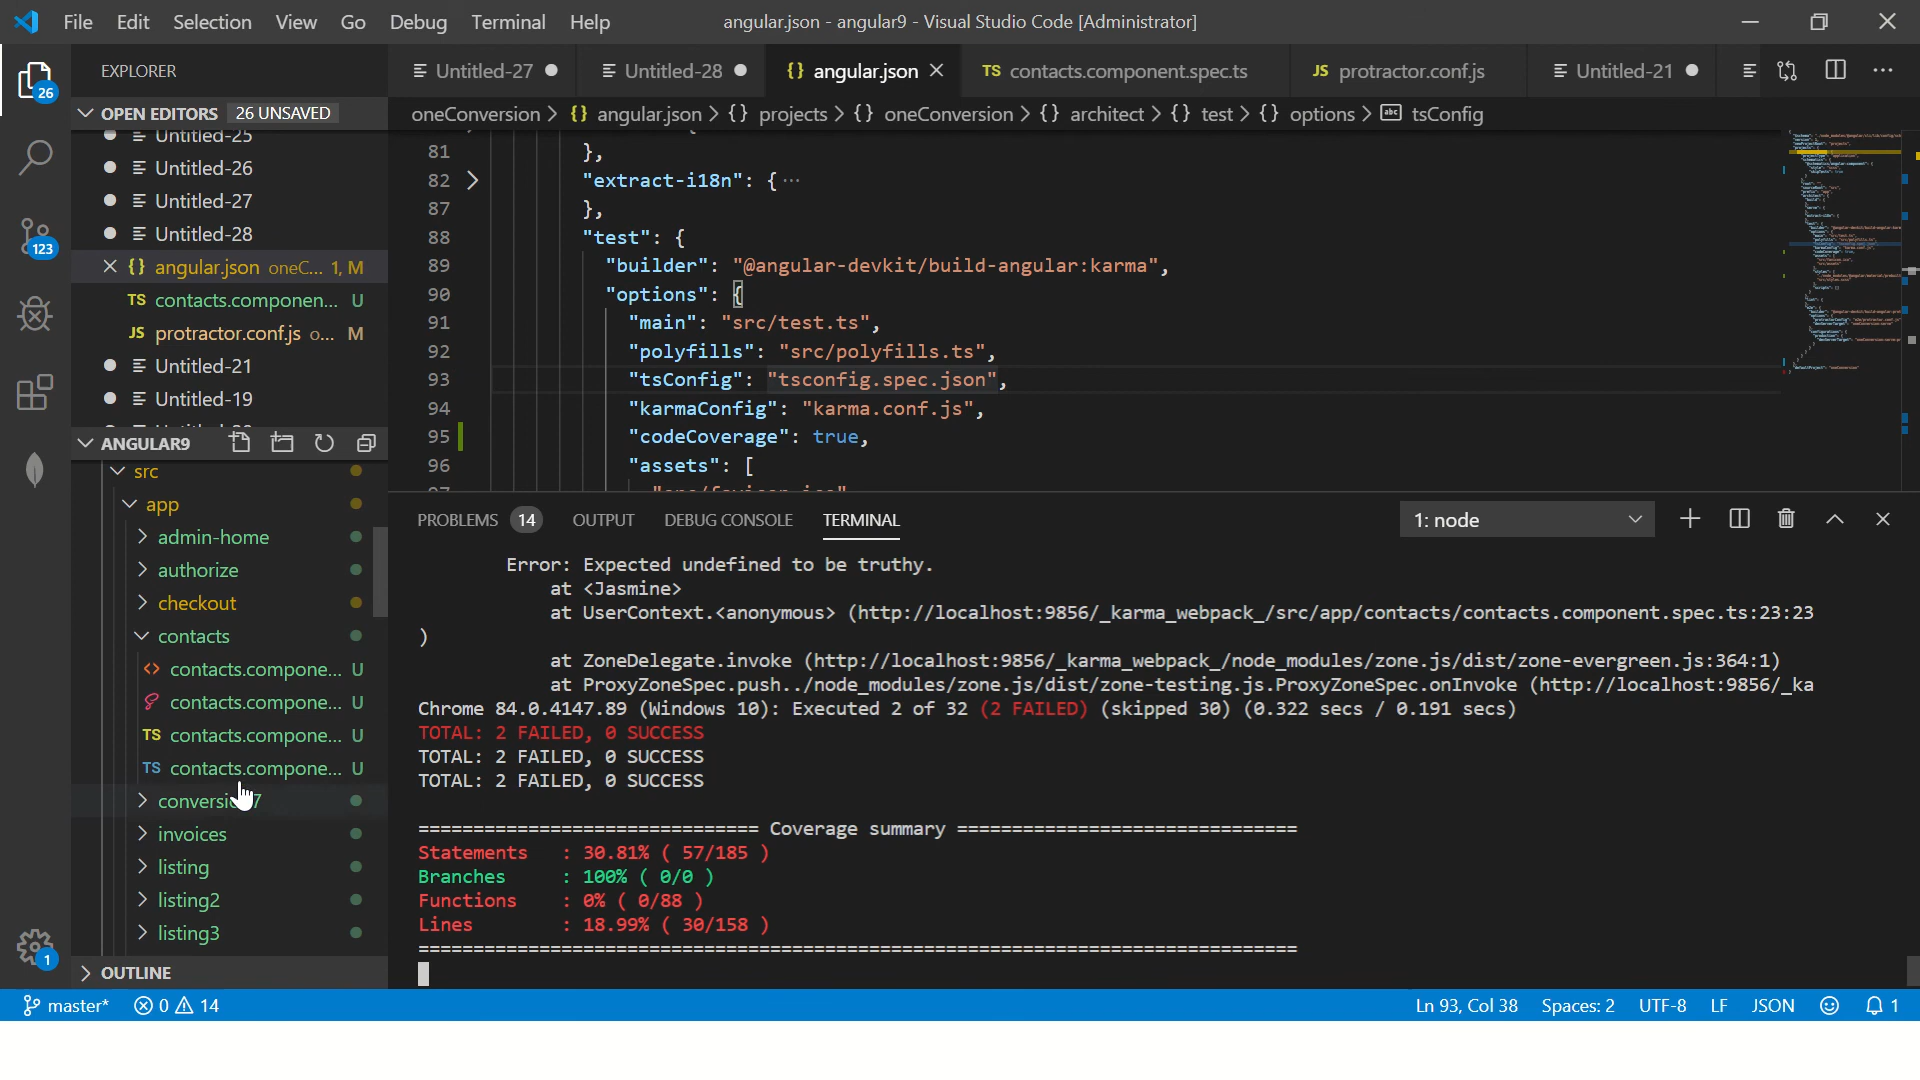 File Edit Selection View Go Debug Terminal Help
angular.json - angular9 - Visual Studio Code [Administrator]
EXPLORER
26
123
1
OPEN EDITORS 26 UNSAVED
Untitled-25
Untitled-26
Untitled-27
Untitled-28
{} angular.json oneC... 1, M
TS contacts.componen... U
JS protractor.conf.js o... M
Untitled-21
Untitled-19
ANGULAR9
src
app
admin-home
authorize
checkout
contacts
<> contacts.compone... U
contacts.compone... U
TS contacts.compone... U
TS contacts.compone... U
invoices
listing
listing2
listing3
OUTLINE
Untitled-27 {} Untitled-28 {} angular.json TS contacts.component.spec.ts JS protractor.conf.js Untitled-21
oneConversion > {} angular.json > {} projects > {} oneConversion > {} architect > {} test > {} options > abc tsConfig
81 },
82 "extract-i18n": { ...
87 },
88 "test": {
89 "builder": "@angular-devkit/build-angular:karma",
90 "options": {
91 "main": "src/test.ts",
92 "polyfills": "src/polyfills.ts",
93 "tsConfig": "tsconfig.spec.json",
94 "karmaConfig": "karma.conf.js",
95 "codeCoverage": true,
96 "assets": [
PROBLEMS 14 OUTPUT DEBUG CONSOLE TERMINAL 1: node
Error: Expected undefined to be truthy.
at <Jasmine>
at UserContext.<anonymous> (http://localhost:9856/_karma_webpack_/src/app/contacts/contacts.component.spec.ts:23:23
)
at ZoneDelegate.invoke (http://localhost:9856/_karma_webpack_/node_modules/zone.js/dist/zone-evergreen.js:364:1)
at ProxyZoneSpec.push../node_modules/zone.js/dist/zone-testing.js.ProxyZoneSpec.onInvoke (http://localhost:9856/_ka
Chrome 84.0.4147.89 (Windows 10): Executed 2 of 32 (2 FAILED) (skipped 30) (0.322 secs / 0.191 secs)
TOTAL: 2 FAILED, 0 SUCCESS
TOTAL: 2 FAILED, 0 SUCCESS
TOTAL: 2 FAILED, 0 SUCCESS
=============================== Coverage summary ===============================
Statements : 30.81% ( 57/185 )
Branches : 100% ( 0/0 )
Functions : 0% ( 0/88 )
Lines : 18.99% ( 30/158 )
================================================================================
master* 0 14 Ln 93, Col 38 Spaces: 2 UTF-8 LF JSON 1